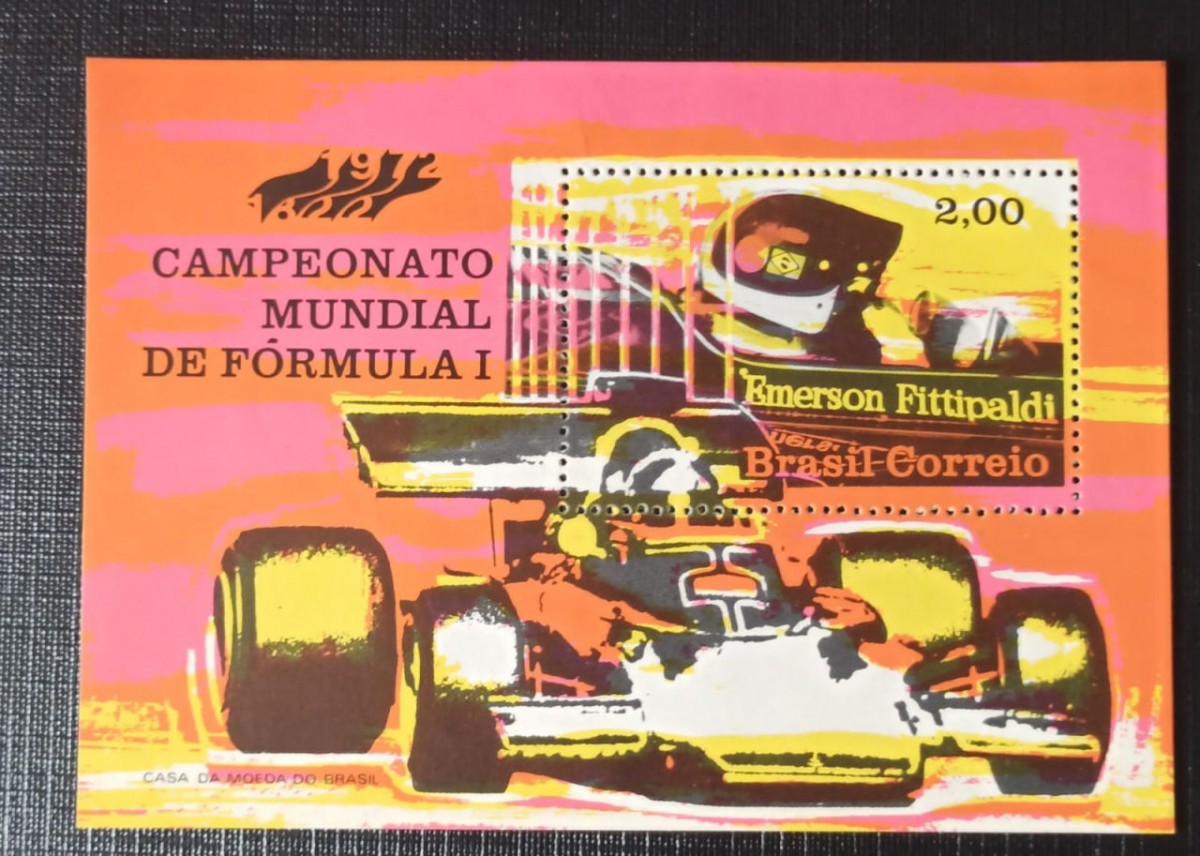 1972
CAMPEONATO
MUNDIAL
DE FÓRMULA I
2,00
Emerson Fittipaldi
Brasil Correio
CASA DA MOEDA DO BRASIL